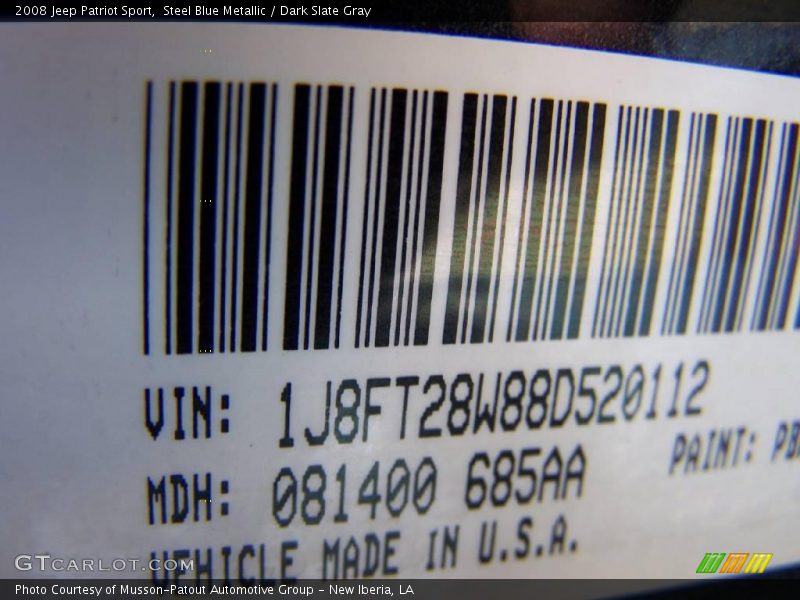 2008 Jeep Patriot Sport,  Steel Blue Metallic / Dark Slate Gray
VIN: 1J8FT28W88D520112
PAINT:
MDH: 081400 685AA
VEHICLE MADE IN U.S.A.
GTCARLOT.COM
Photo Courtesy of Musson-Patout Automotive Group - New Iberia, LA